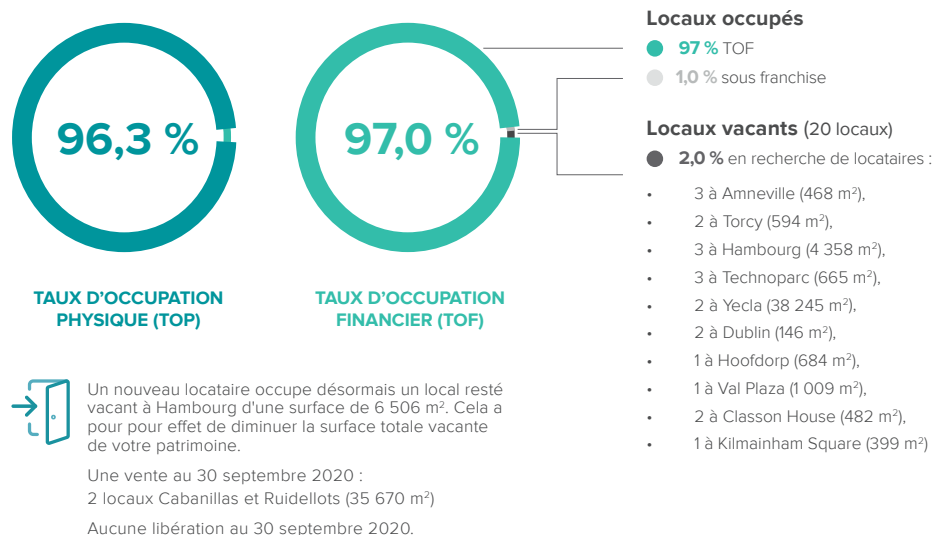 96,3 %
TAUX D'OCCUPATION
PHYSIQUE (TOP)
97,0 %
TAUX D'OCCUPATION
FINANCIER (TOF)
Locaux occupés
97 % TOF
1,0 % sous franchise
Locaux vacants (20 locaux)
2,0 % en recherche de locataires :
• 3 à Amneville (468 m²),
• 2 à Torcy (594 m²),
• 3 à Hambourg (4 358 m²),
• 3 à Technoparc (665 m²),
• 2 à Yecla (38 245 m²),
• 2 à Dublin (146 m²),
• 1 à Hoofdorp (684 m²),
• 1 à Val Plaza (1 009 m²),
• 2 à Classon House (482 m²),
• 1 à Kilmainham Square (399 m²)
Un nouveau locataire occupe désormais un local resté
vacant à Hambourg d'une surface de 6 506 m². Cela a
pour pour effet de diminuer la surface totale vacante
de votre patrimoine.
Une vente au 30 septembre 2020 :
2 locaux Cabanillas et Ruidellots (35 670 m²)
Aucune libération au 30 septembre 2020.